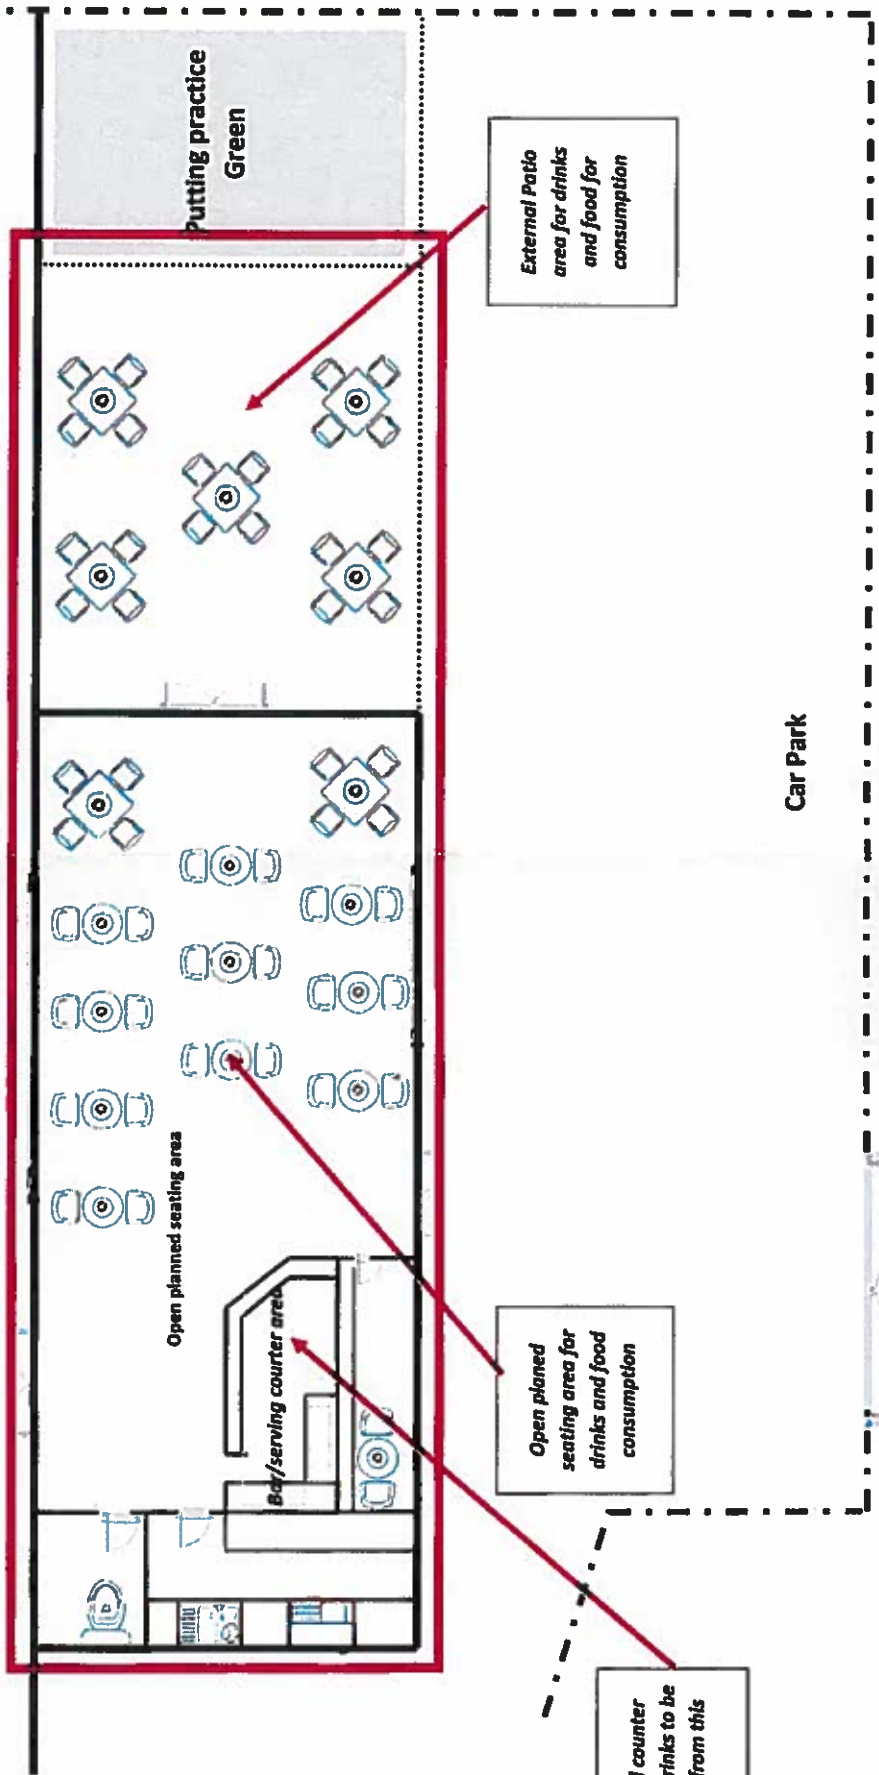 Putting practice
Green
External Patio
area for drinks
and food for
consumption
Open planned seating area
Bar/serving courter area
Car Park
Open planed
seating area for
drinks and food
consumption
counter
rinks to be
from this